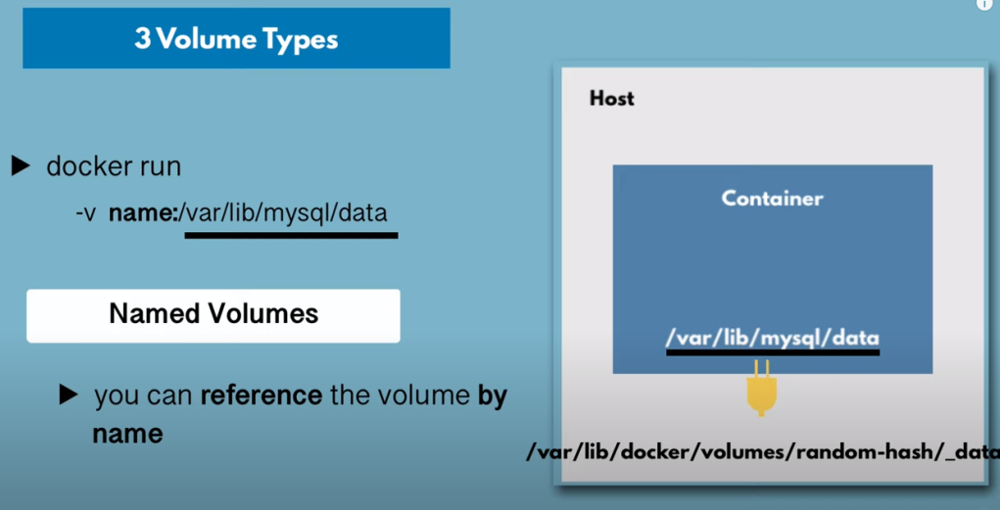 3 Volume Types
docker run
-v name:/var/lib/mysql/data
Named Volumes
you can reference the volume by
name
Host
Container
/var/lib/mysql/data
/var/lib/docker/volumes/random-hash/_data